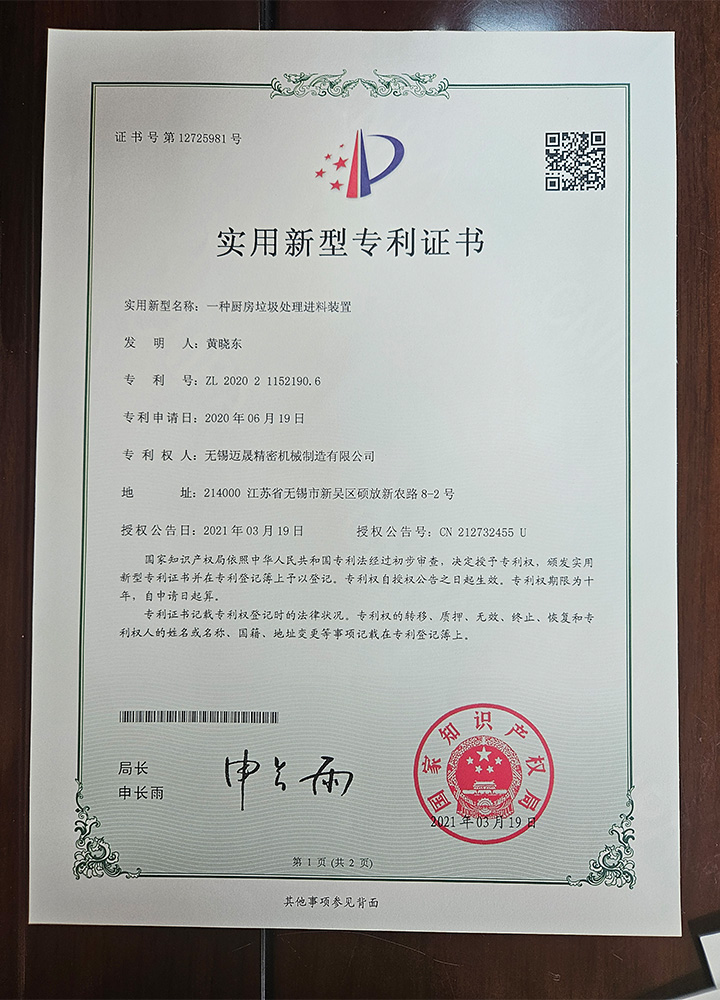 证书号第12725981号
实用新型专利证书
实用新型名称：一种厨房垃圾处理进料装置
发明人：黄晓东
专利号：ZL 2020 2 1152190.6
专利申请日：2020年06月19日
专利权人：无锡迈晟精密机械制造有限公司
地址：214000 江苏省无锡市新吴区硕放新农路8-2号
授权公告日：2021年03月19日 授权公告号：CN 212732455 U
国家知识产权局依照中华人民共和国专利法经过初步审查，决定授予专利权，颁发实用
新型专利证书并在专利登记簿上予以登记。专利权自授权公告之日起生效。专利权期限为十
年，自申请日起算。
专利证书记载专利权登记时的法律状况。专利权的转移、质押、无效、终止、恢复和专
利权人的姓名或名称、国籍、地址变更等事项记载在专利登记簿上。
局长
申长雨
申长雨
国家知识产权局
2021年03月19日
第 1 页 (共 2 页)
其他事项参见背面